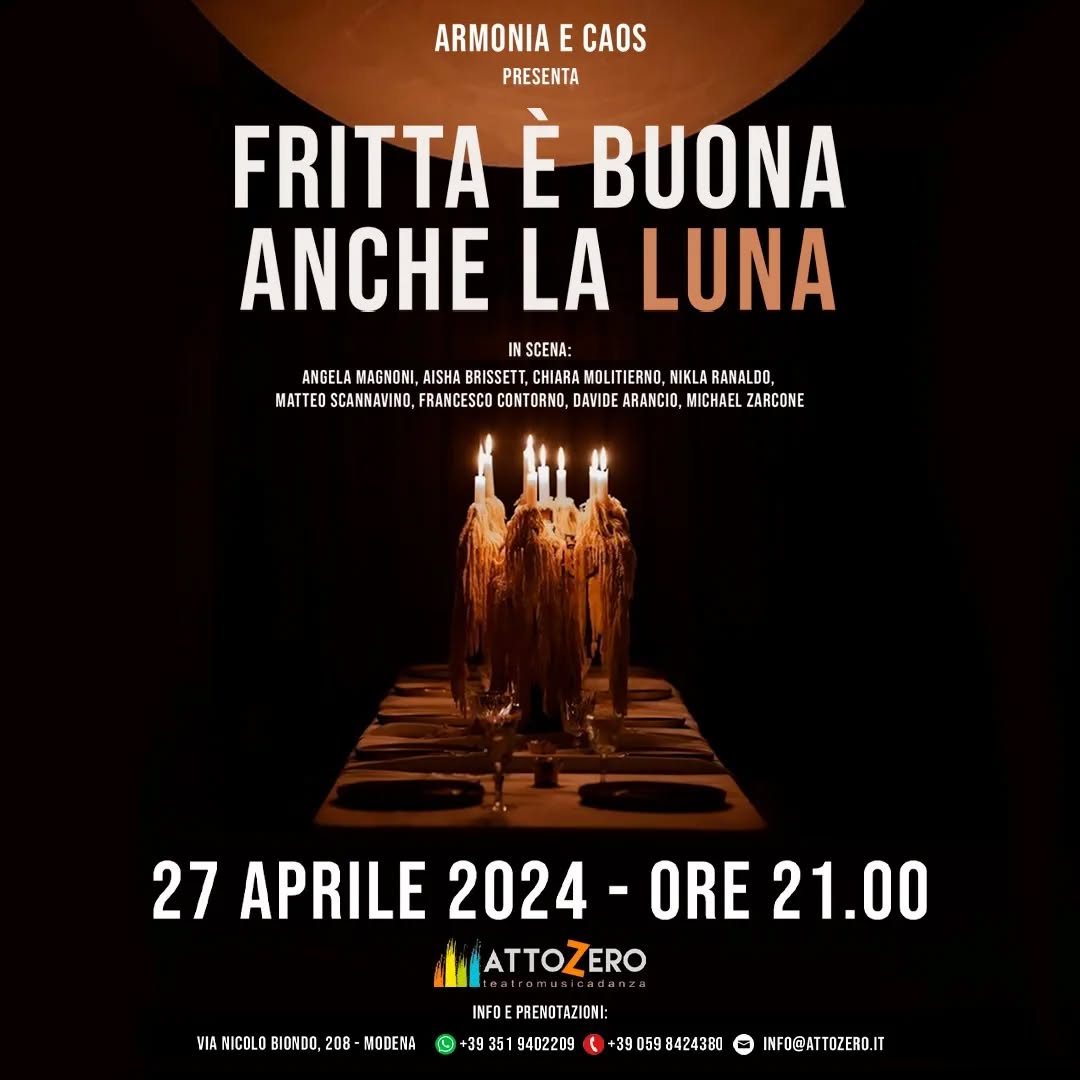 ARMONIA E CAOS
PRESENTA
FRITTA È BUONA
ANCHE LA LUNA
IN SCENA:
ANGELA MAGNONI, AISHA BRISSETT, CHIARA MOLITIERNO, NIKLA RANALDO,
MATTEO SCANNAVINO, FRANCESCO CONTORNO, DAVIDE ARANCIO, MICHAEL ZARCONE
27 APRILE 2024 - ORE 21.00
ATTOZERO
teatromusicadanza
INFO E PRENOTAZIONI:
VIA NICOLO BIONDO, 208 - MODENA +39 351 9402209 +39 059 8424380 INFO@ATTOZERO.IT